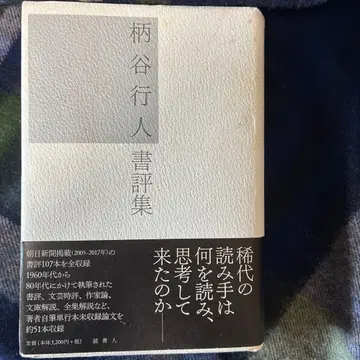 柄谷行人書評集
稀代の
読み手は
何を読み、
思考して
来たのか──
朝日新聞掲載(2005–2017年)の
書評107本を全収録
1960年代から
80年代にかけて執筆された
書評、文芸時評、作家論、
文庫解説、全集解説など、
著者自筆単行本未収録論文を
約51本収録
定価(本体3,200円+税) 読書人